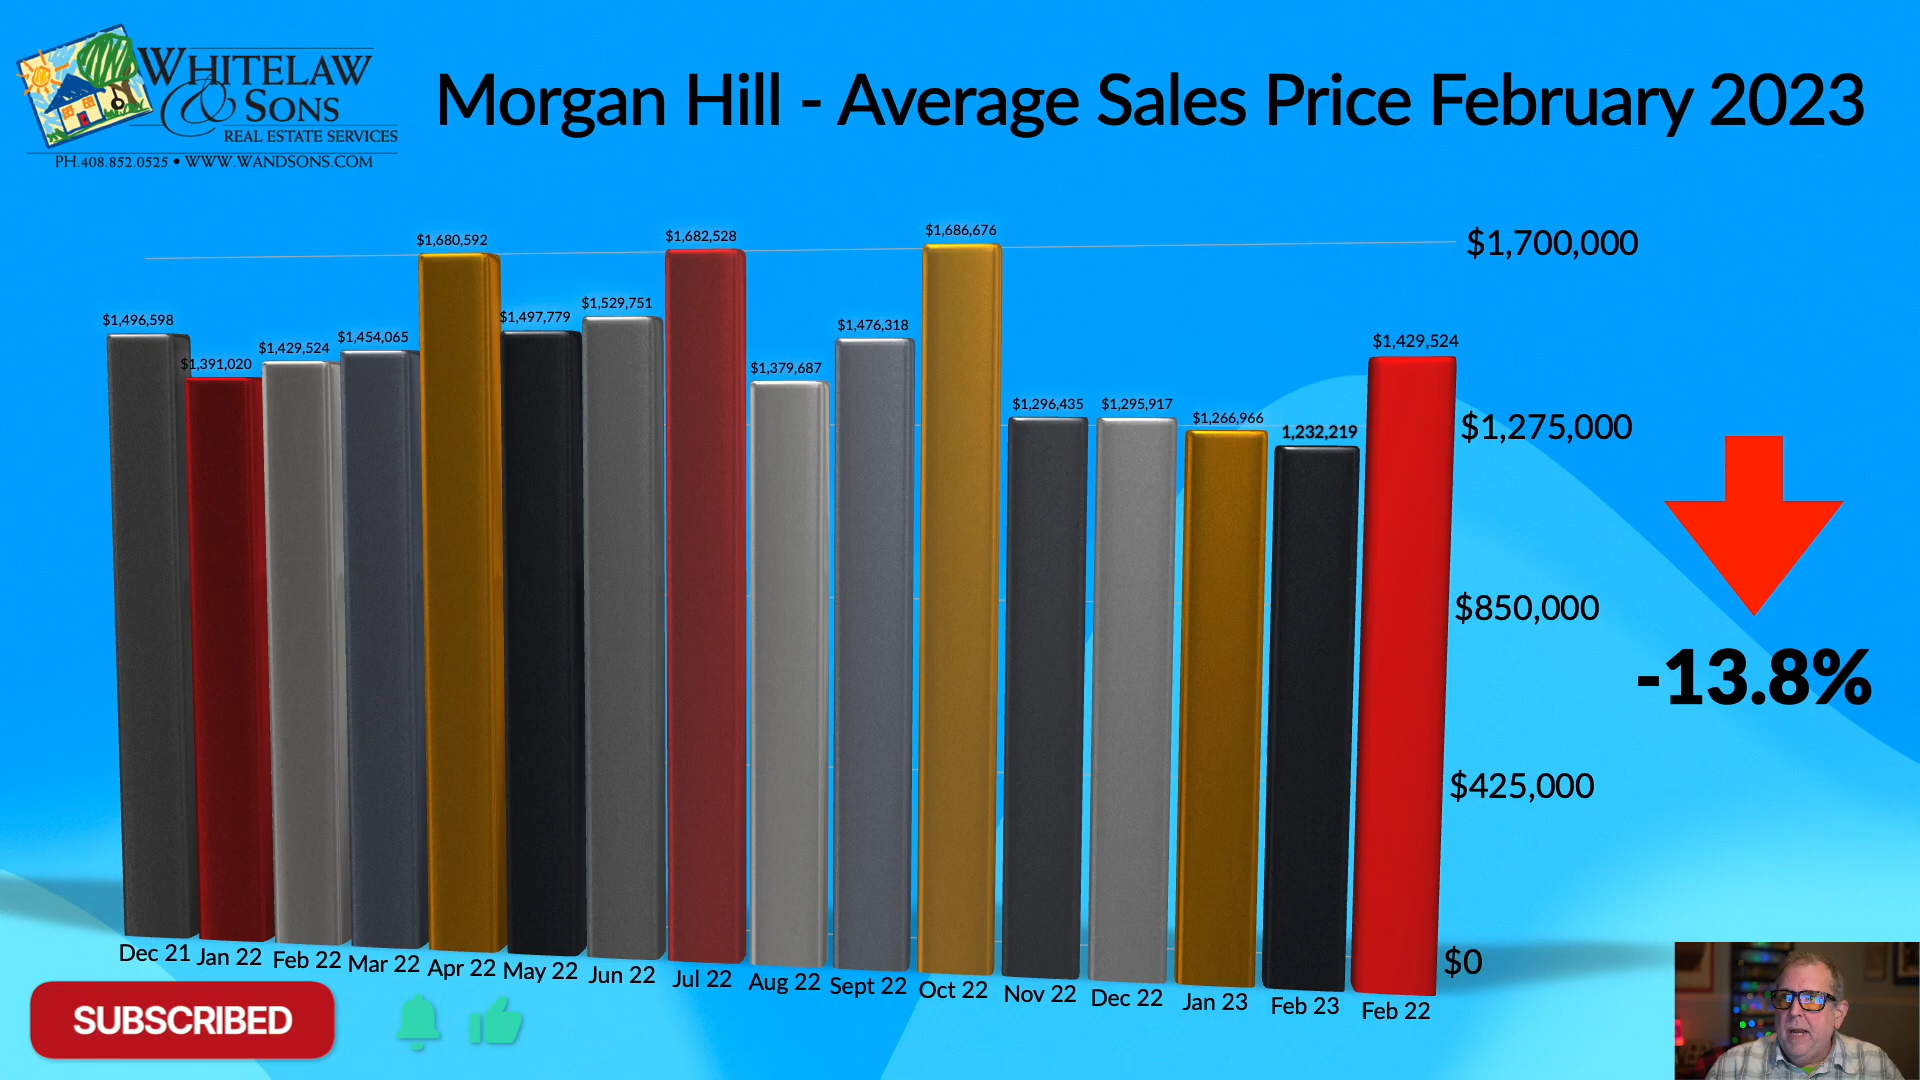 WHITELAW
& SONS
REAL ESTATE SERVICES
PH.408.852.0525 • WWW.WANDSONS.COM
Morgan Hill - Average Sales Price February 2023
$1,496,598
$1,391,020
$1,429,524
$1,454,065
$1,680,592
$1,497,779
$1,529,751
$1,682,528
$1,379,687
$1,476,318
$1,686,676
$1,296,435
$1,295,917
$1,266,966
1,232,219
$1,429,524
$1,700,000
$1,275,000
$850,000
$425,000
$0
-13.8%
Dec 21
Jan 22
Feb 22
Mar 22
Apr 22
May 22
Jun 22
Jul 22
Aug 22
Sept 22
Oct 22
Nov 22
Dec 22
Jan 23
Feb 23
Feb 22
SUBSCRIBED